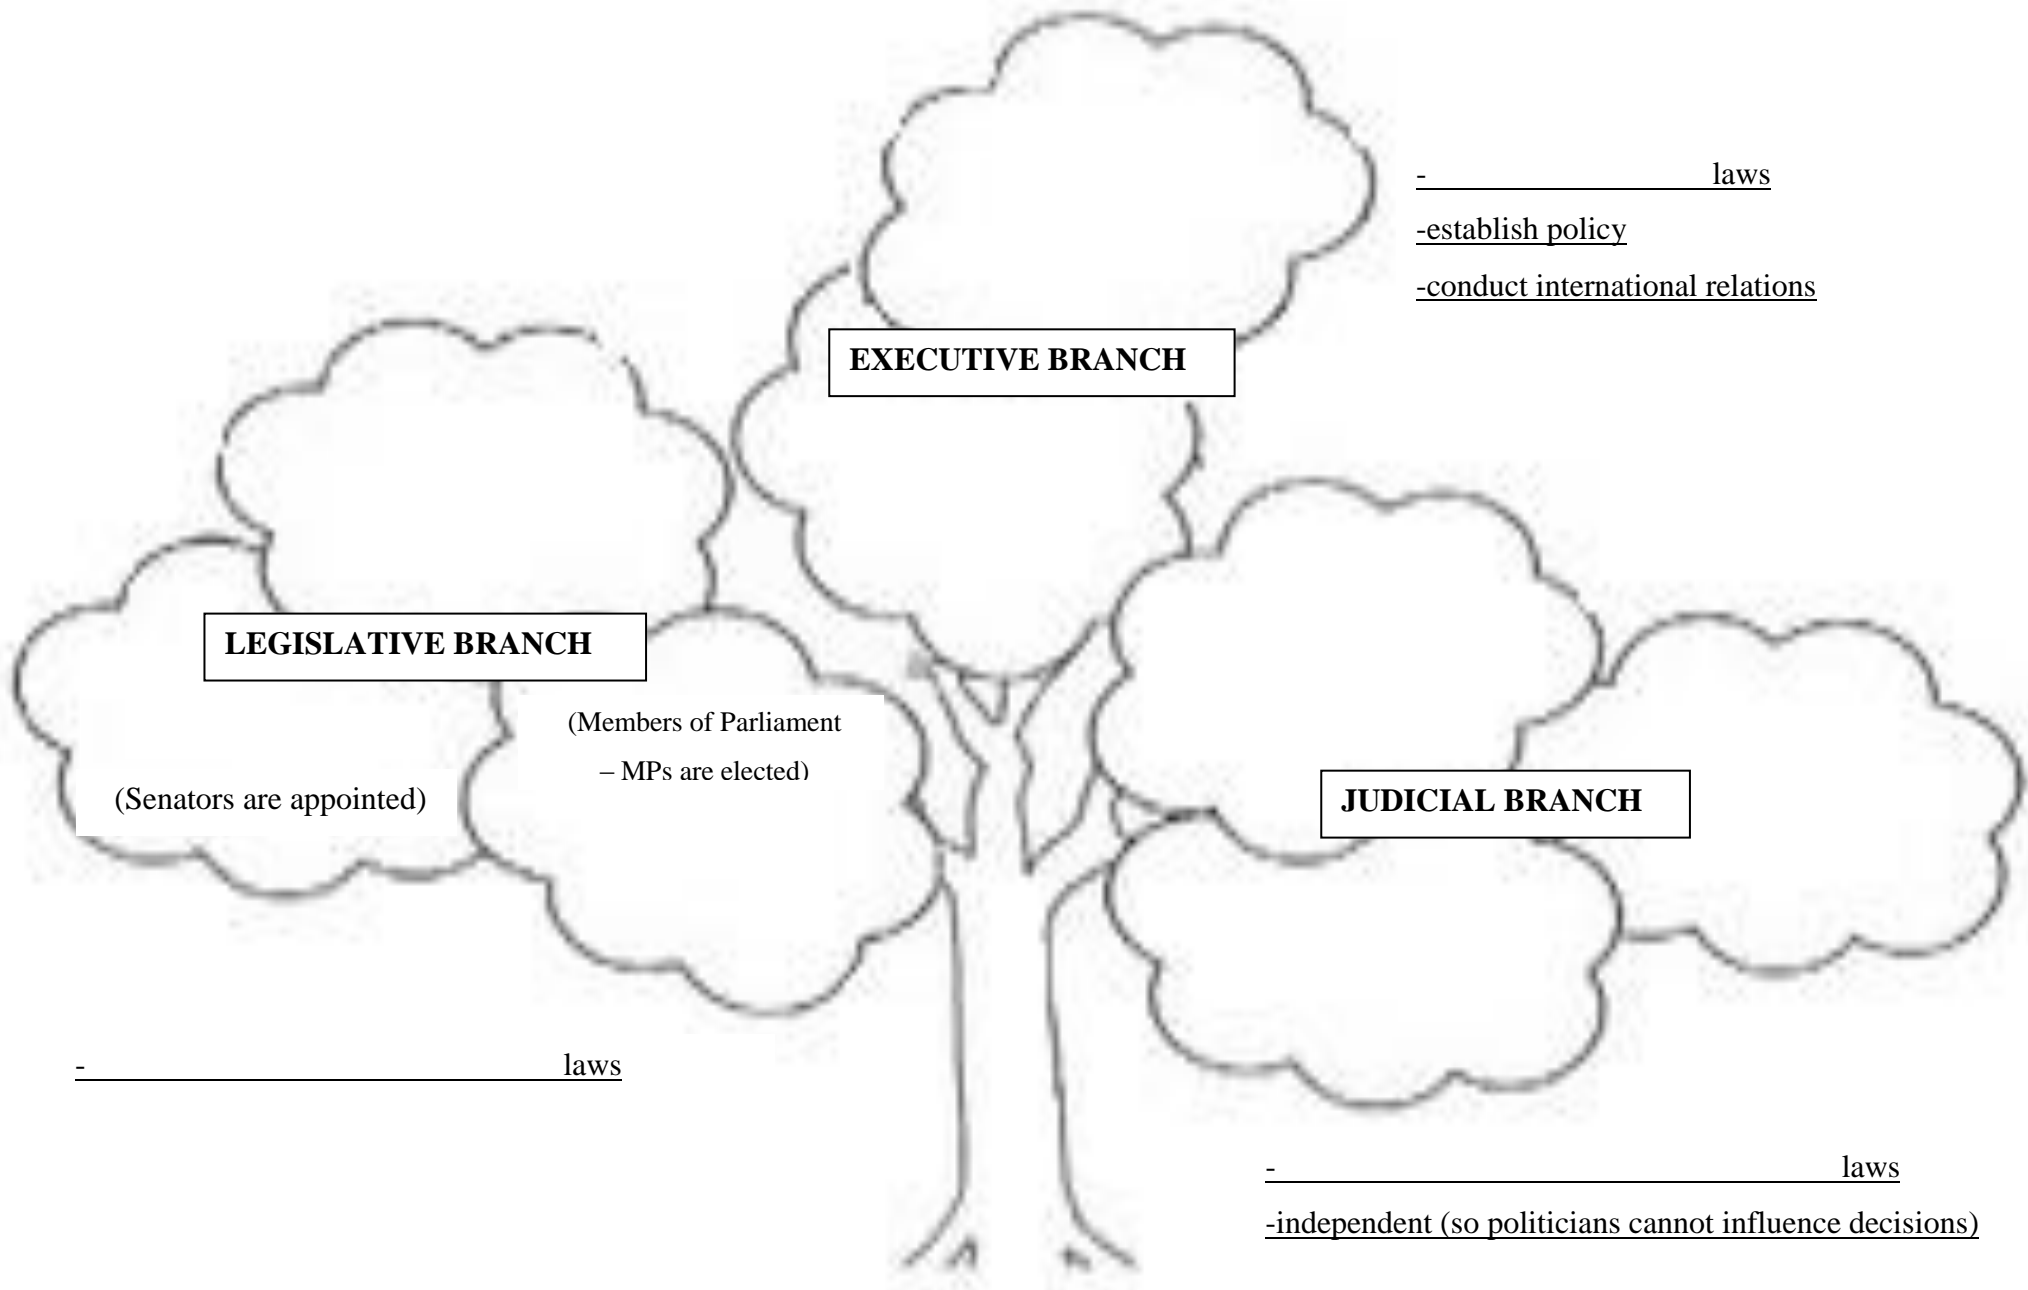 - laws
-establish policy
-conduct international relations
EXECUTIVE BRANCH
LEGISLATIVE BRANCH
(Members of Parliament
– MPs are elected)
(Senators are appointed)
JUDICIAL BRANCH
- laws
- laws
-independent (so politicians cannot influence decisions)